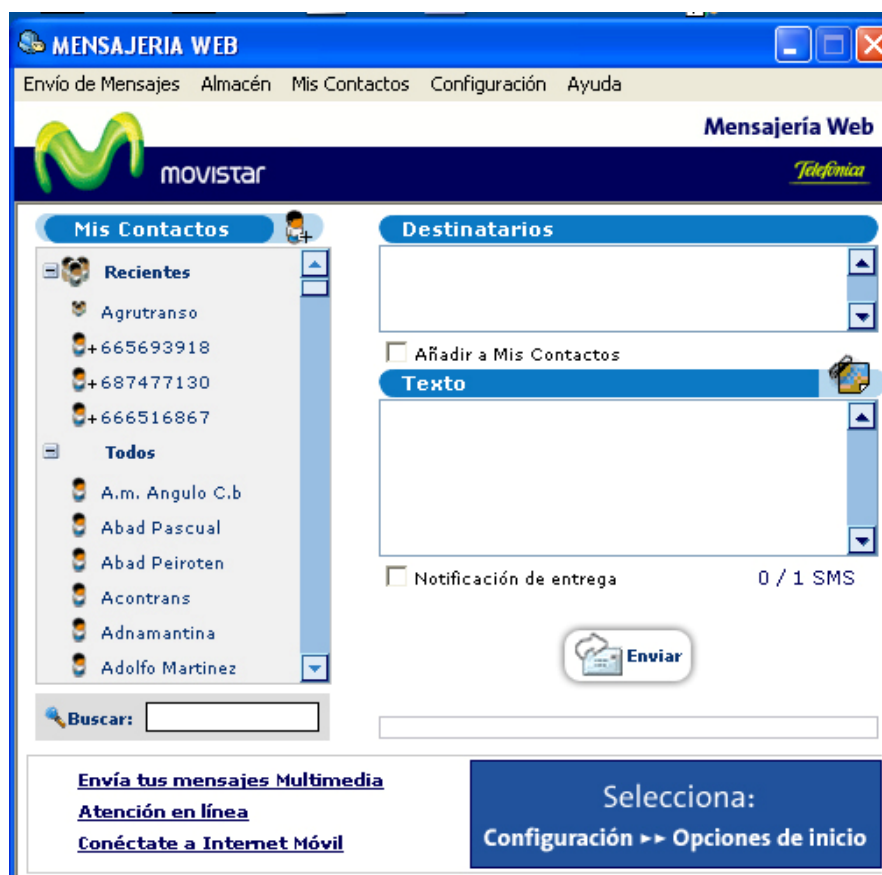 MENSAJERIA WEB
Envío de Mensajes Almacén Mis Contactos Configuración Ayuda
Mensajería Web
movistar
Telefónica
Mis Contactos
Recientes
Agrutranso
665693918
687477130
666516867
Todos
A.m. Angulo C.b
Abad Pascual
Abad Peiroten
Acontrans
Adnamantina
Adolfo Martinez
Buscar:
Destinatarios
Añadir a Mis Contactos
Texto
Notificación de entrega 0 / 1 SMS
Enviar
Envía tus mensajes Multimedia
Atención en línea
Conéctate a Internet Móvil
Selecciona:
Configuración ►► Opciones de inicio